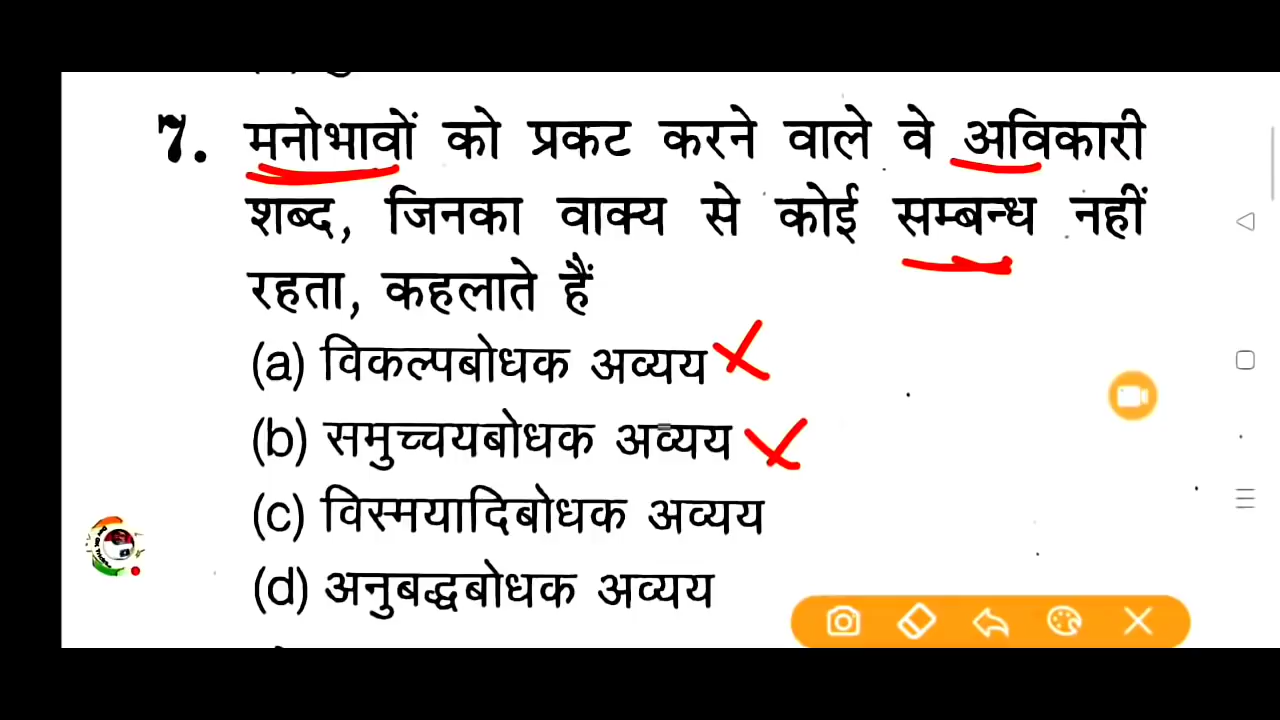 7. मनोभावों को प्रकट करने वाले वे अविकारी
शब्द, जिनका वाक्य से कोई सम्बन्ध नहीं
रहता, कहलाते हैं
(a) विकल्पबोधक अव्यय
(b) समुच्चयबोधक अव्यय
(c) विस्मयादिबोधक अव्यय
(d) अनुबद्धबोधक अव्यय